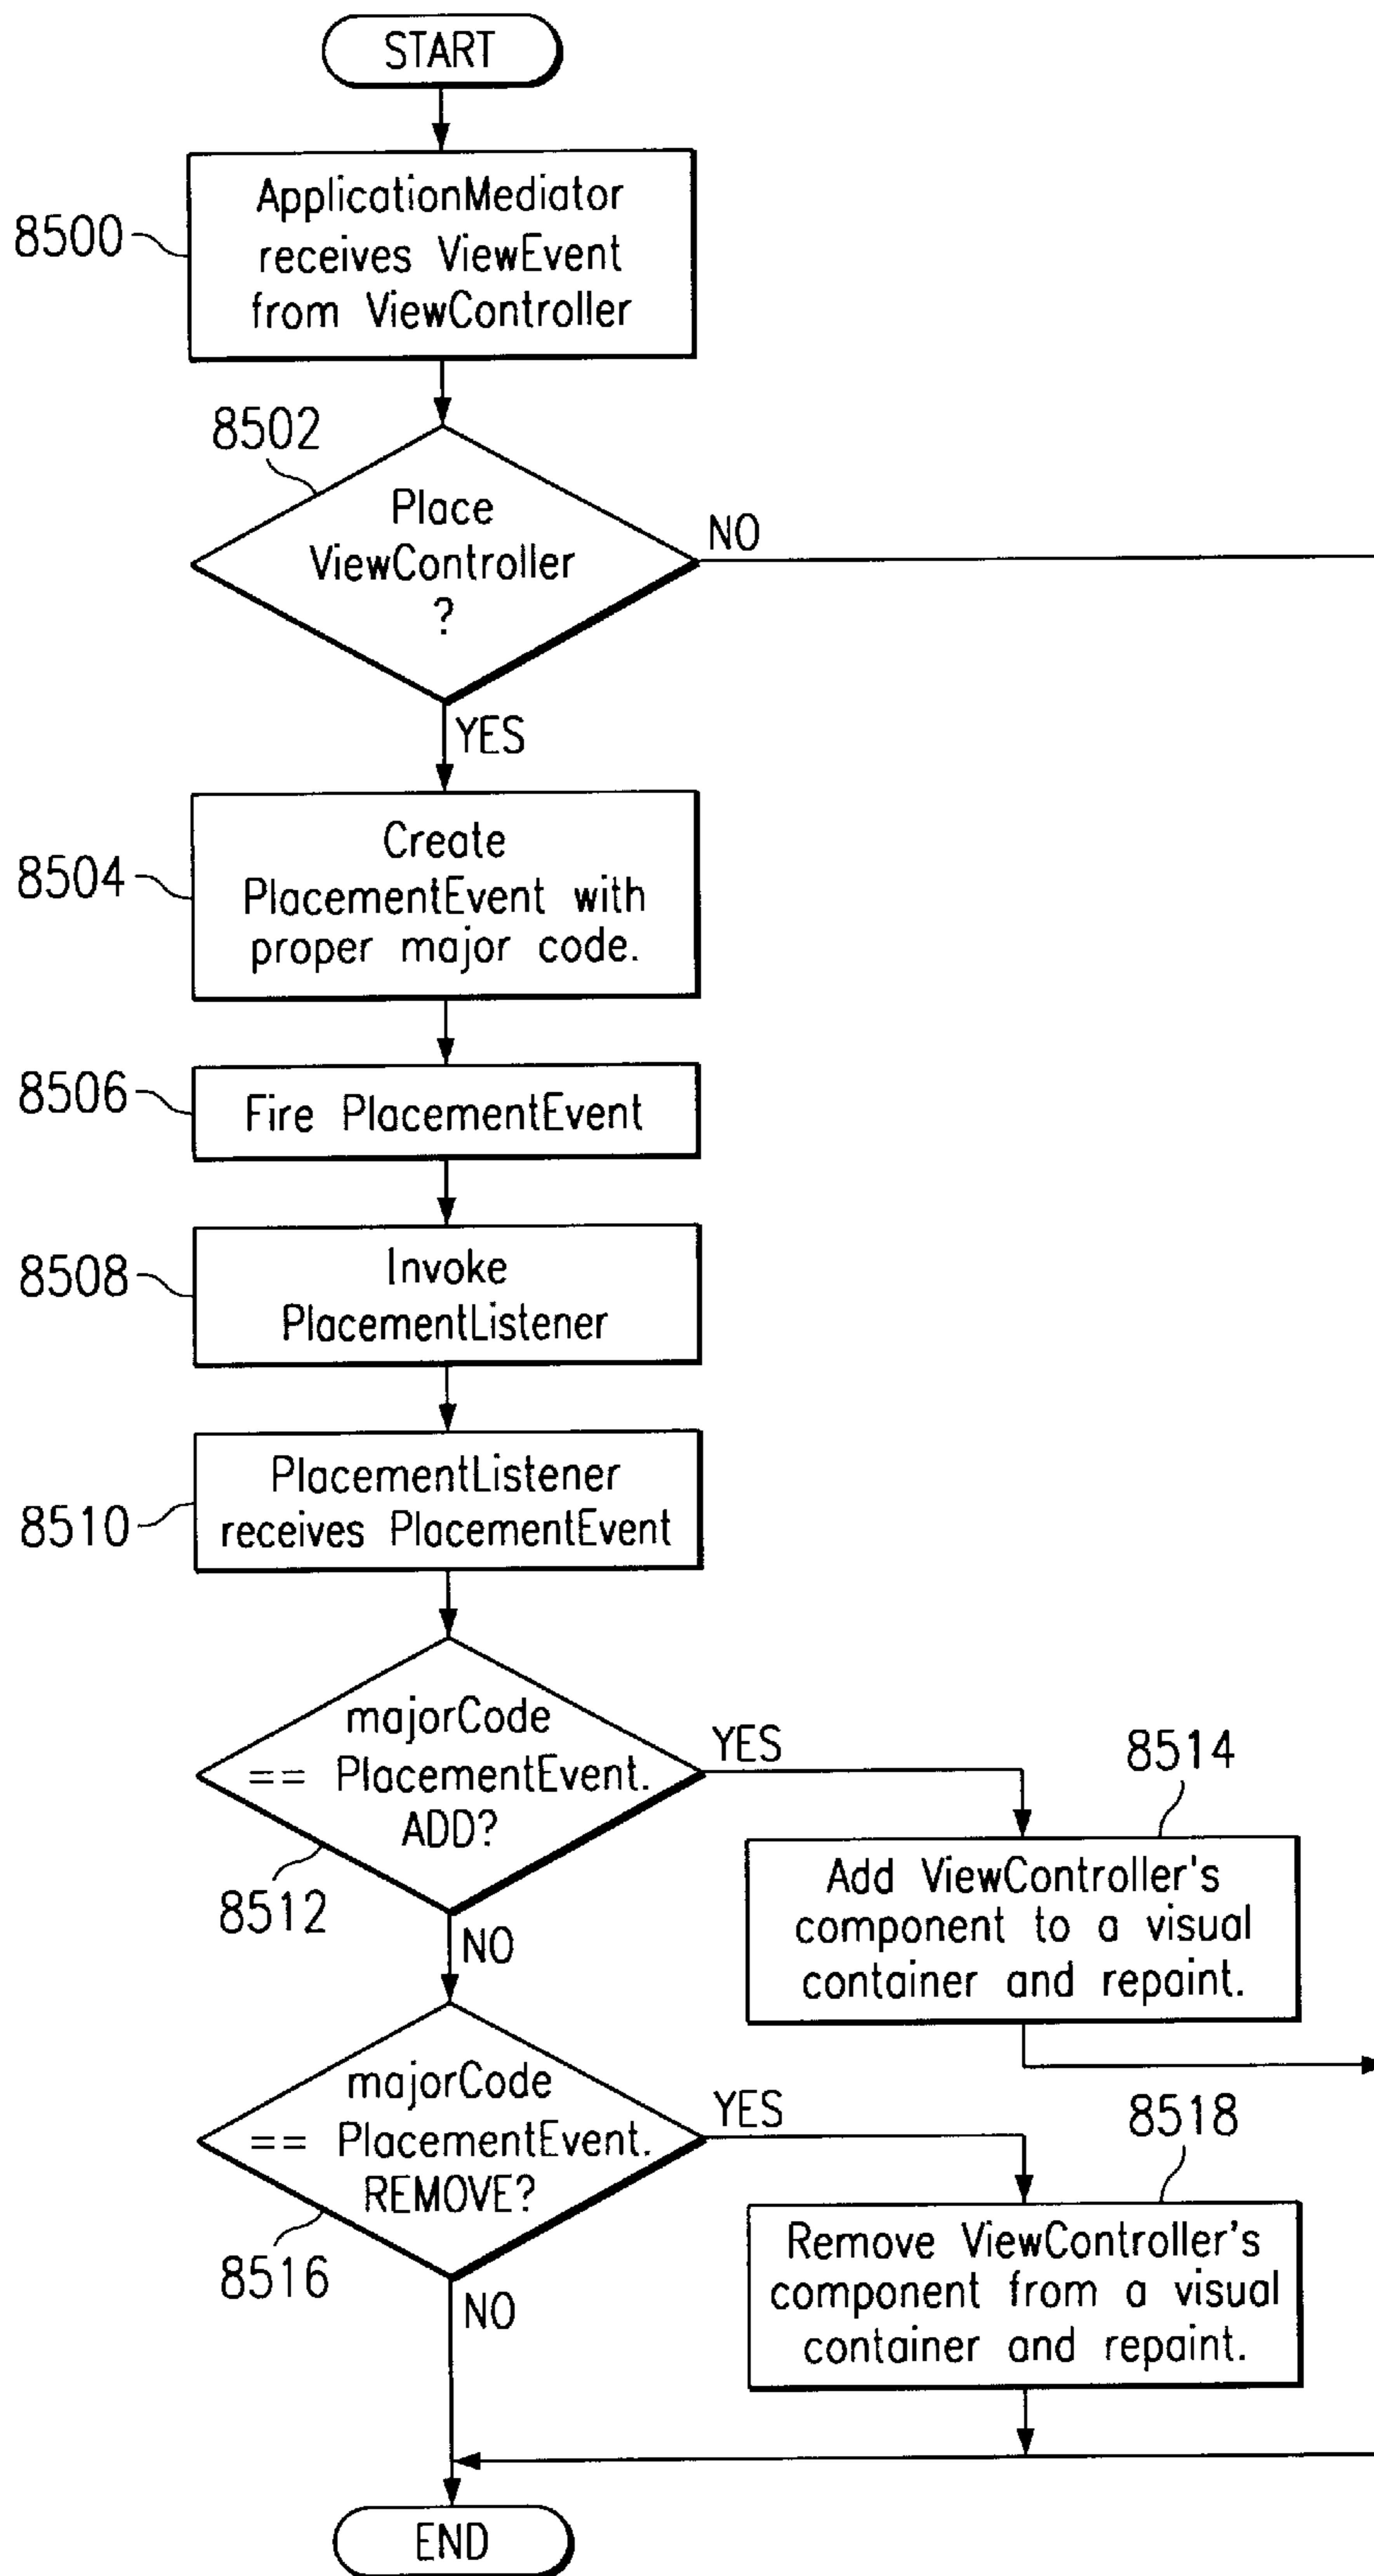 START
8500
ApplicationMediator
receives ViewEvent
from ViewController
8502
Place
ViewController
?
NO
YES
8504
Create
PlacementEvent with
proper major code.
8506
Fire PlacementEvent
8508
Invoke
PlacementListener
8510
PlacementListener
receives PlacementEvent
majorCode
== PlacementEvent.
ADD?
YES
8512
NO
8514
Add ViewController's
component to a visual
container and repaint.
majorCode
== PlacementEvent.
REMOVE?
YES
8516
NO
8518
Remove ViewController's
component from a visual
container and repaint.
END